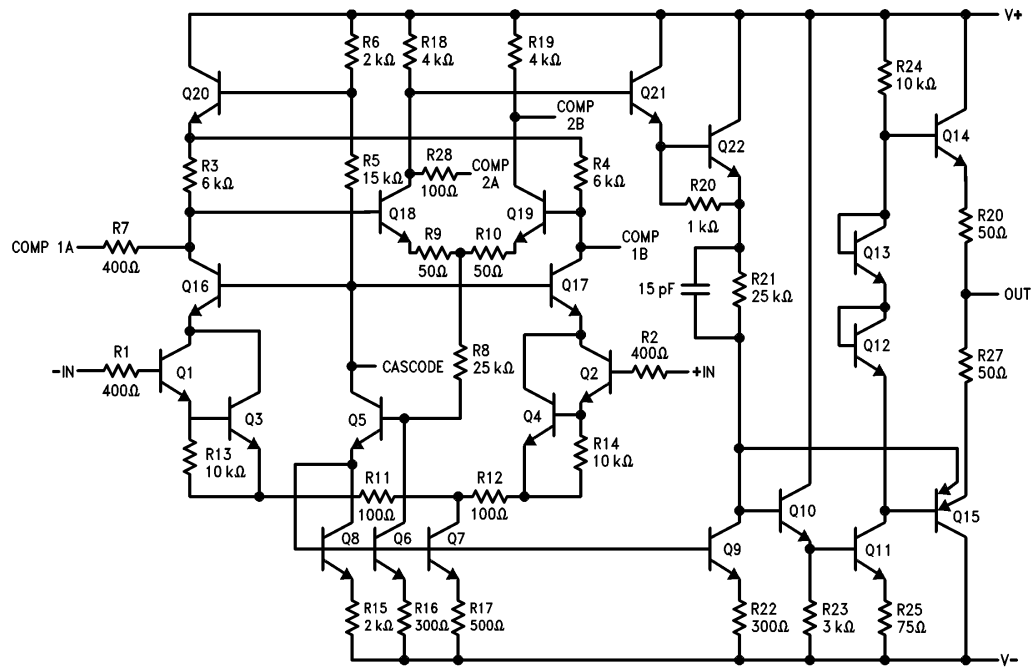 V+
R6
2 kΩ
R18
4 kΩ
R19
4 kΩ
R24
10 kΩ
Q20
Q21
COMP
2B
Q14
Q22
R3
6 kΩ
R5
15 kΩ
R28
100Ω
COMP
2A
R4
6 kΩ
R20
1 kΩ
Q18
Q19
R20
50Ω
COMP 1A
R7
400Ω
R9
50Ω
R10
50Ω
COMP
1B
Q13
Q16
Q17
15 pF
R21
25 kΩ
OUT
-IN
R1
400Ω
Q1
CASCODE
R8
25 kΩ
Q2
R2
400Ω
+IN
Q12
R27
50Ω
Q3
Q5
Q4
R13
10 kΩ
R14
10 kΩ
R11
100Ω
R12
100Ω
Q10
Q15
Q8
Q6
Q7
Q9
Q11
R15
2 kΩ
R16
300Ω
R17
500Ω
R22
300Ω
R23
3 kΩ
R25
75Ω
V-